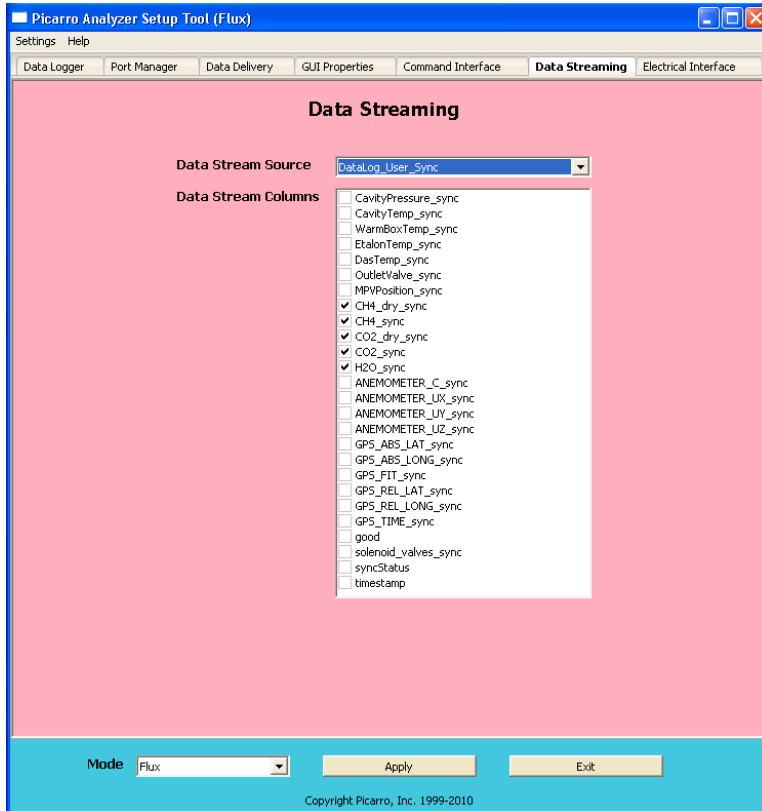 Picarro Analyzer Setup Tool (Flux)
Settings Help
Data Logger Port Manager Data Delivery GUI Properties Command Interface Data Streaming Electrical Interface
Data Streaming
Data Stream Source DataLog_User_Sync
Data Stream Columns
CavityPressure_sync
CavityTemp_sync
WarmBoxTemp_sync
EtalonTemp_sync
DasTemp_sync
OutletValve_sync
MPVPosition_sync
CH4_dry_sync
CH4_sync
CO2_dry_sync
CO2_sync
H2O_sync
ANEMOMETER_C_sync
ANEMOMETER_UX_sync
ANEMOMETER_UY_sync
ANEMOMETER_UZ_sync
GPS_ABS_LAT_sync
GPS_ABS_LONG_sync
GPS_FIT_sync
GPS_REL_LAT_sync
GPS_REL_LONG_sync
GPS_TIME_sync
good
solenoid_valves_sync
syncStatus
timestamp
Mode Flux Apply Exit
Copyright Picarro, Inc. 1999-2010